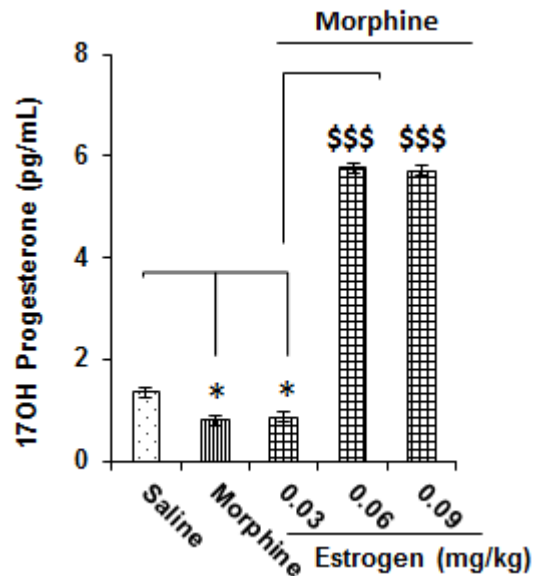 Morphine
8
6
4
2
0
17OH Progesterone (pg/mL)
$$$ $$$
* *
Saline
Morphine
0.03
0.06
0.09
Estrogen (mg/kg)